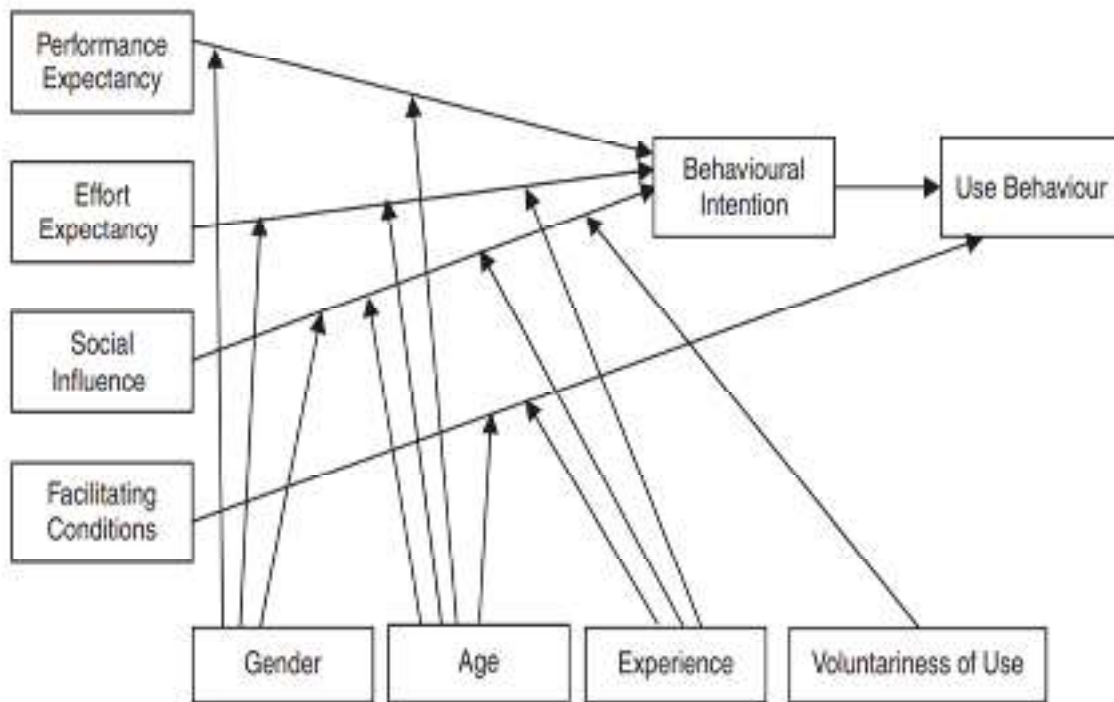 Performance
Expectancy
Effort
Expectancy
Social
Influence
Facilitating
Conditions
Behavioural
Intention
Use Behaviour
Gender
Age
Experience
Voluntariness of Use